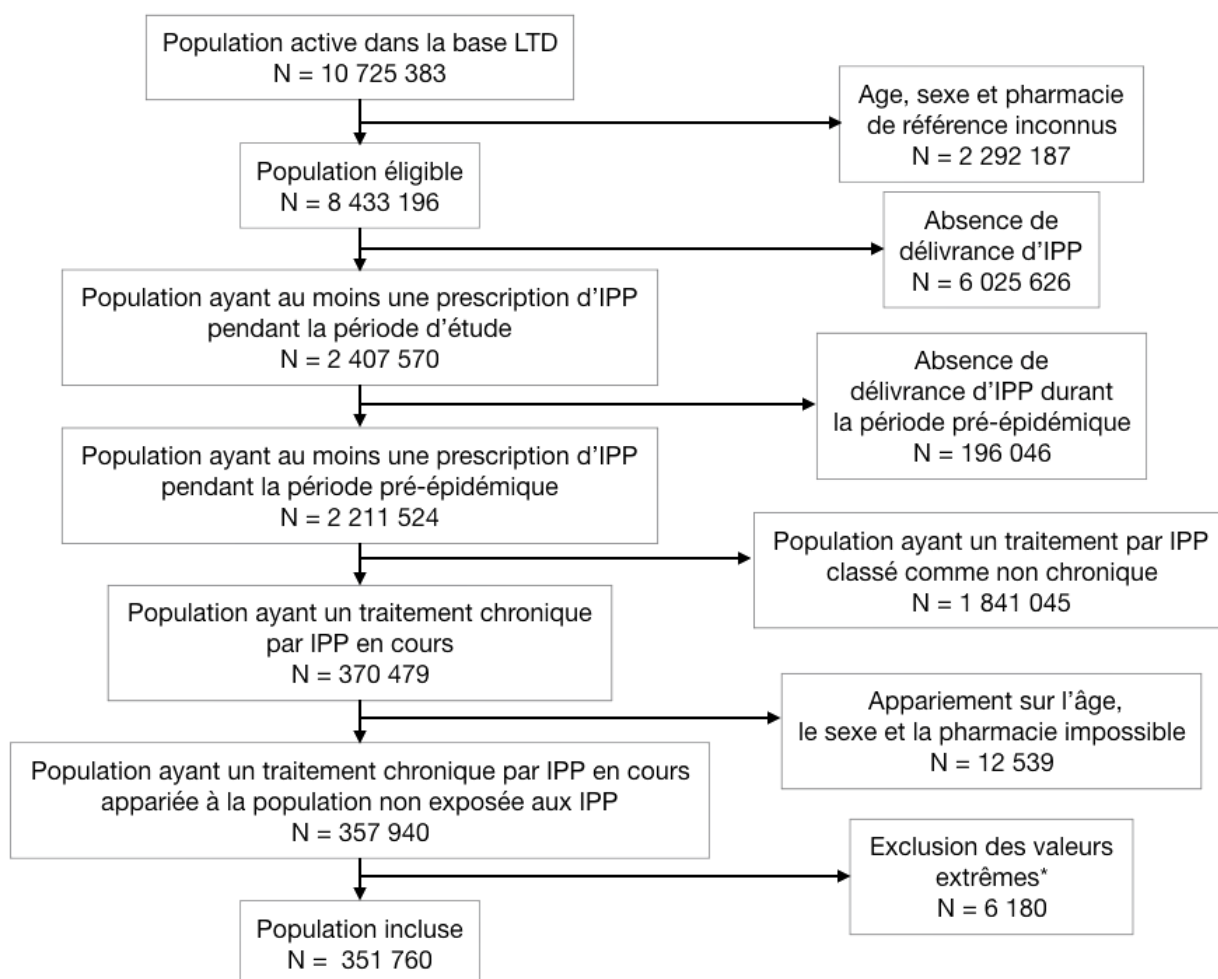 Population active dans la base LTD
N = 10 725 383
Age, sexe et pharmacie
de référence inconnus
N = 2 292 187
Population éligible
N = 8 433 196
Absence de
délivrance d’IPP
N = 6 025 626
Population ayant au moins une prescription d’IPP
pendant la période d’étude
N = 2 407 570
Absence de
délivrance d’IPP durant
la période pré-épidémique
N = 196 046
Population ayant au moins une prescription d’IPP
pendant la période pré-épidémique
N = 2 211 524
Population ayant un traitement par IPP
classé comme non chronique
N = 1 841 045
Population ayant un traitement chronique
par IPP en cours
N = 370 479
Appariement sur l’âge,
le sexe et la pharmacie impossible
N = 12 539
Population ayant un traitement chronique par IPP en cours
appariée à la population non exposée aux IPP
N = 357 940
Exclusion des valeurs
extrêmes*
N = 6 180
Population incluse
N = 351 760